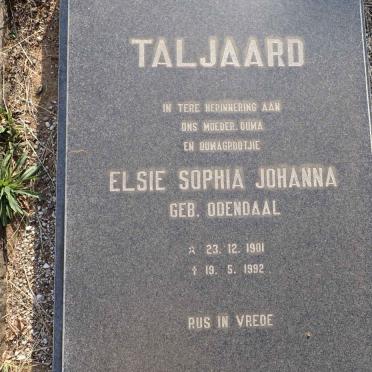 TALJAARD
IN TERE HERINNERING AAN
ONS MOEDER, OUMA
EN OUMAGROOTJIE
ELSIE SOPHIA JOHANNA
GEB. ODENDAAL
☆ 23. 12. 1901
† 19. 5. 1992
RUS IN VREDE